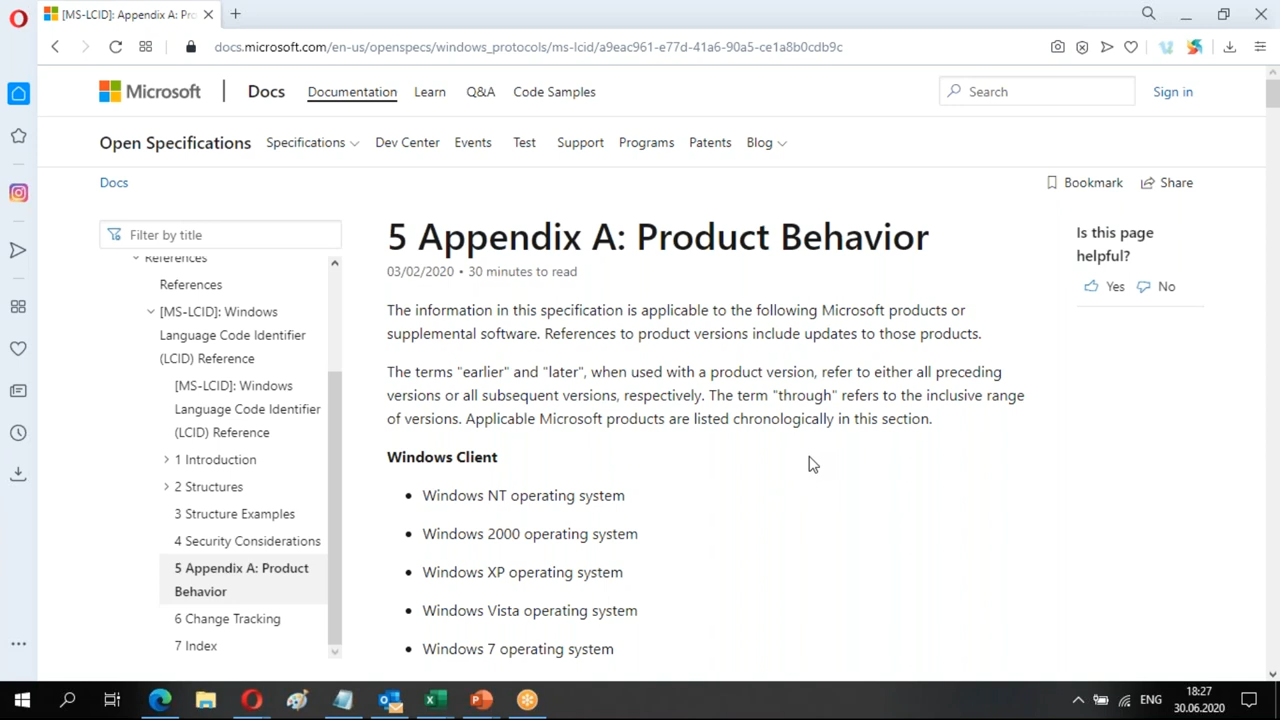 [MS-LCID]: Appendix A: Pro
docs.microsoft.com/en-us/openspecs/windows_protocols/ms-lcid/a9eac961-e77d-41a6-90a5-ce1a8b0cdb9c
Microsoft Docs Documentation Learn Q&A Code Samples Search Sign in
Open Specifications Specifications Dev Center Events Test Support Programs Patents Blog
Docs
Bookmark Share
Filter by title
References
References
[MS-LCID]: Windows
Language Code Identifier
(LCID) Reference
[MS-LCID]: Windows
Language Code Identifier
(LCID) Reference
1 Introduction
2 Structures
3 Structure Examples
4 Security Considerations
5 Appendix A: Product
Behavior
6 Change Tracking
7 Index
5 Appendix A: Product Behavior
03/02/2020 • 30 minutes to read
The information in this specification is applicable to the following Microsoft products or
supplemental software. References to product versions include updates to those products.
The terms "earlier" and "later", when used with a product version, refer to either all preceding
versions or all subsequent versions, respectively. The term "through" refers to the inclusive range
of versions. Applicable Microsoft products are listed chronologically in this section.
Windows Client
• Windows NT operating system
• Windows 2000 operating system
• Windows XP operating system
• Windows Vista operating system
• Windows 7 operating system
Is this page
helpful?
Yes No
ENG
18:27
30.06.2020